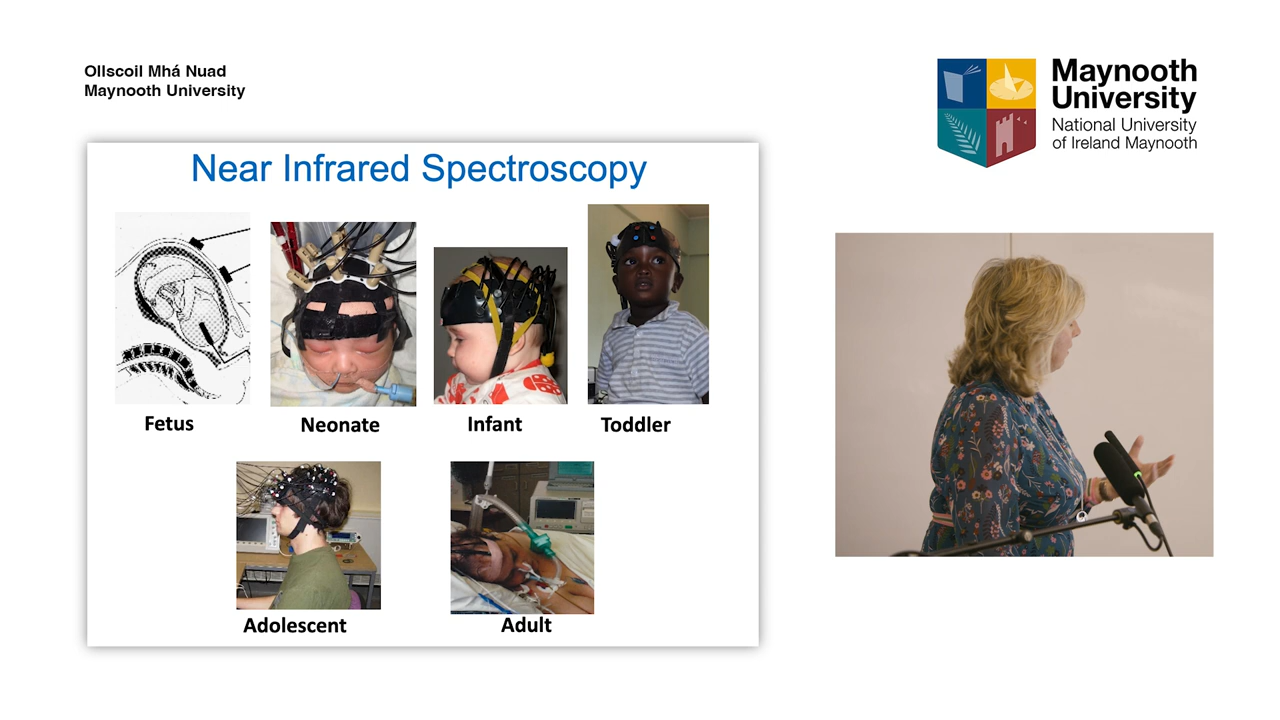 Ollscoil Mhá Nuad
Maynooth University
Maynooth
University
National University
of Ireland Maynooth
Near Infrared Spectroscopy
Fetus
Neonate
Infant
Toddler
Adolescent
Adult